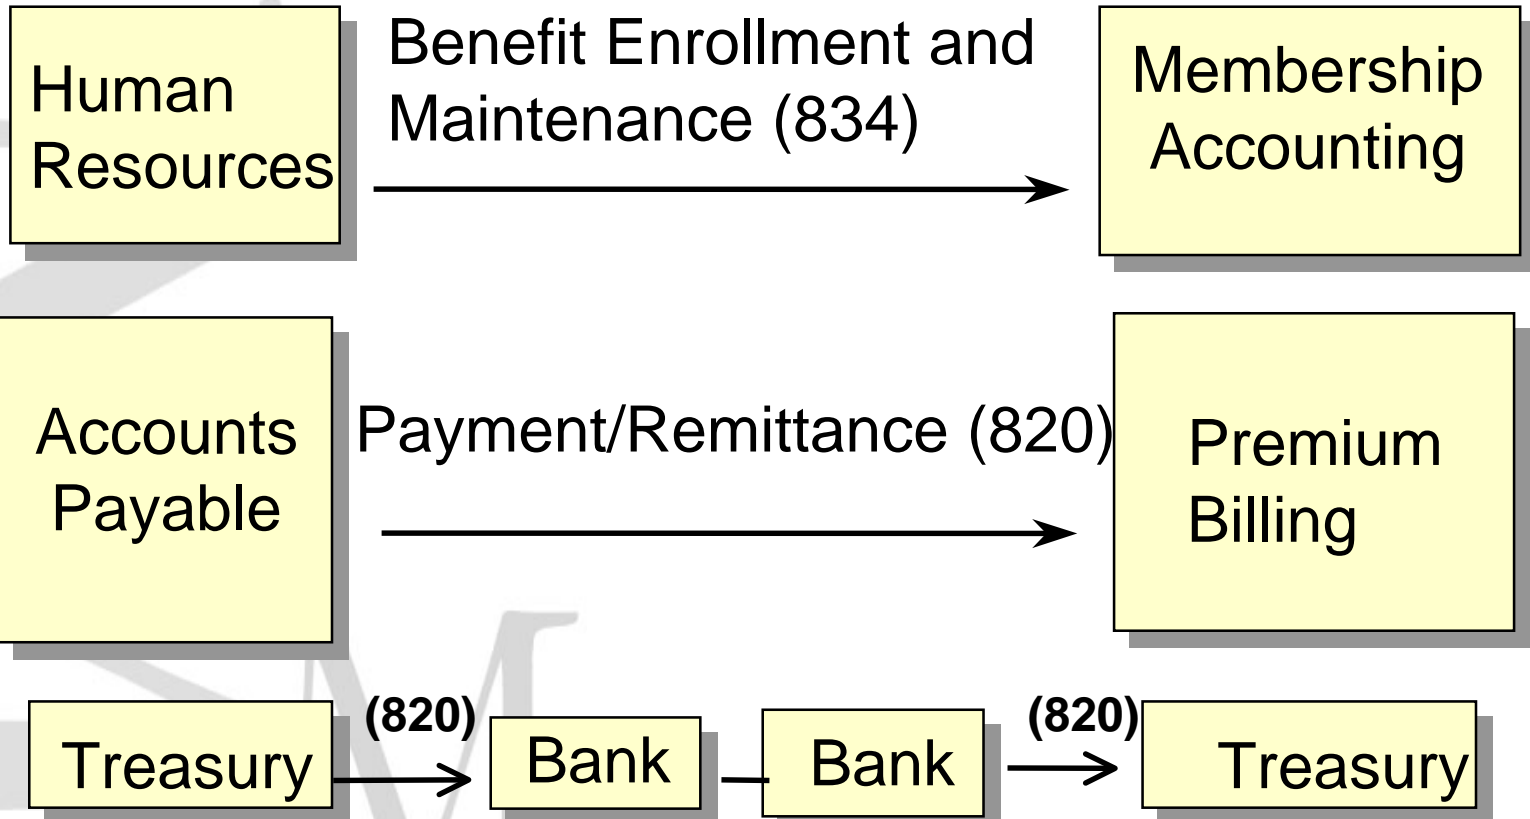 Human
Resources
Benefit Enrollment and
Maintenance (834)
Membership
Accounting
Accounts
Payable
Payment/Remittance (820)
Premium
Billing
Treasury
(820)
Bank
Bank
(820)
Treasury